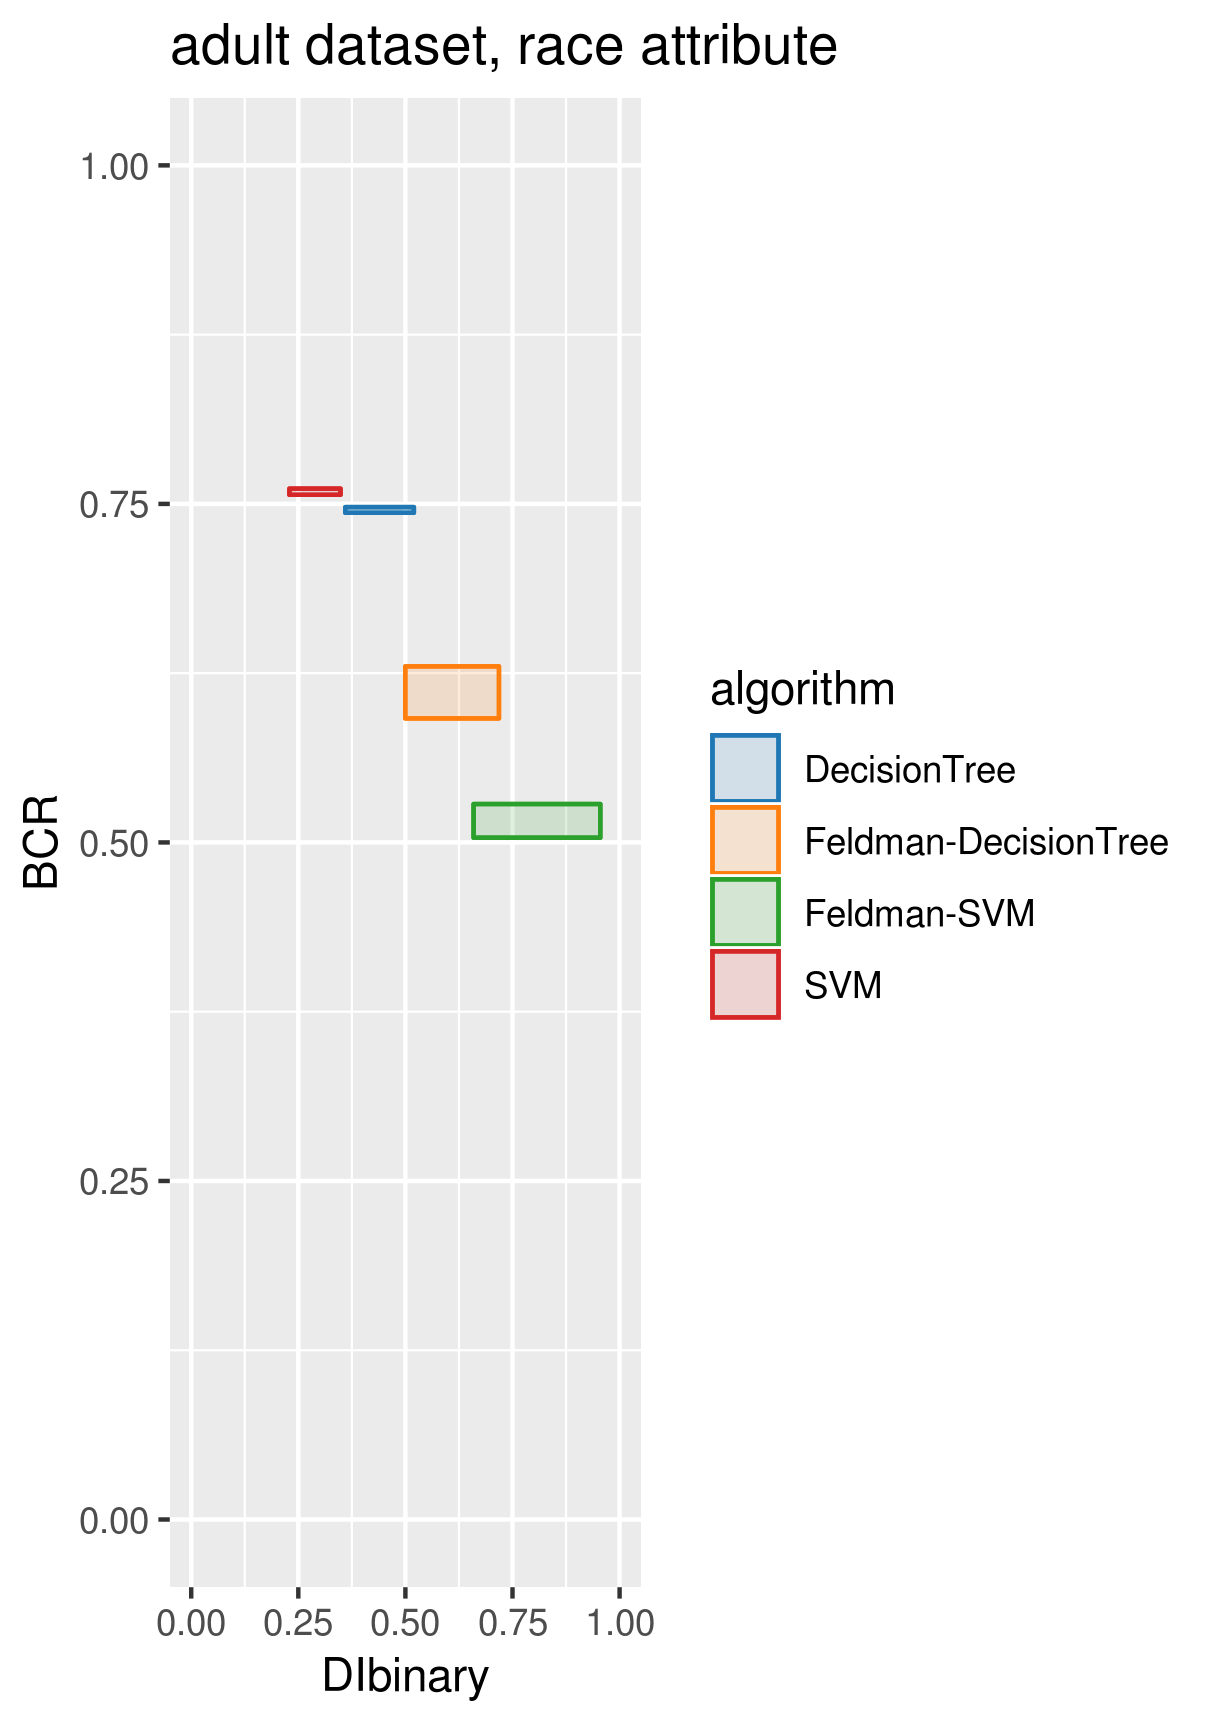 adult dataset, race attribute
1.00
0.75
0.50
0.25
0.00
BCR
0.00 0.25 0.50 0.75 1.00
DIbinary
algorithm
DecisionTree
Feldman-DecisionTree
Feldman-SVM
SVM